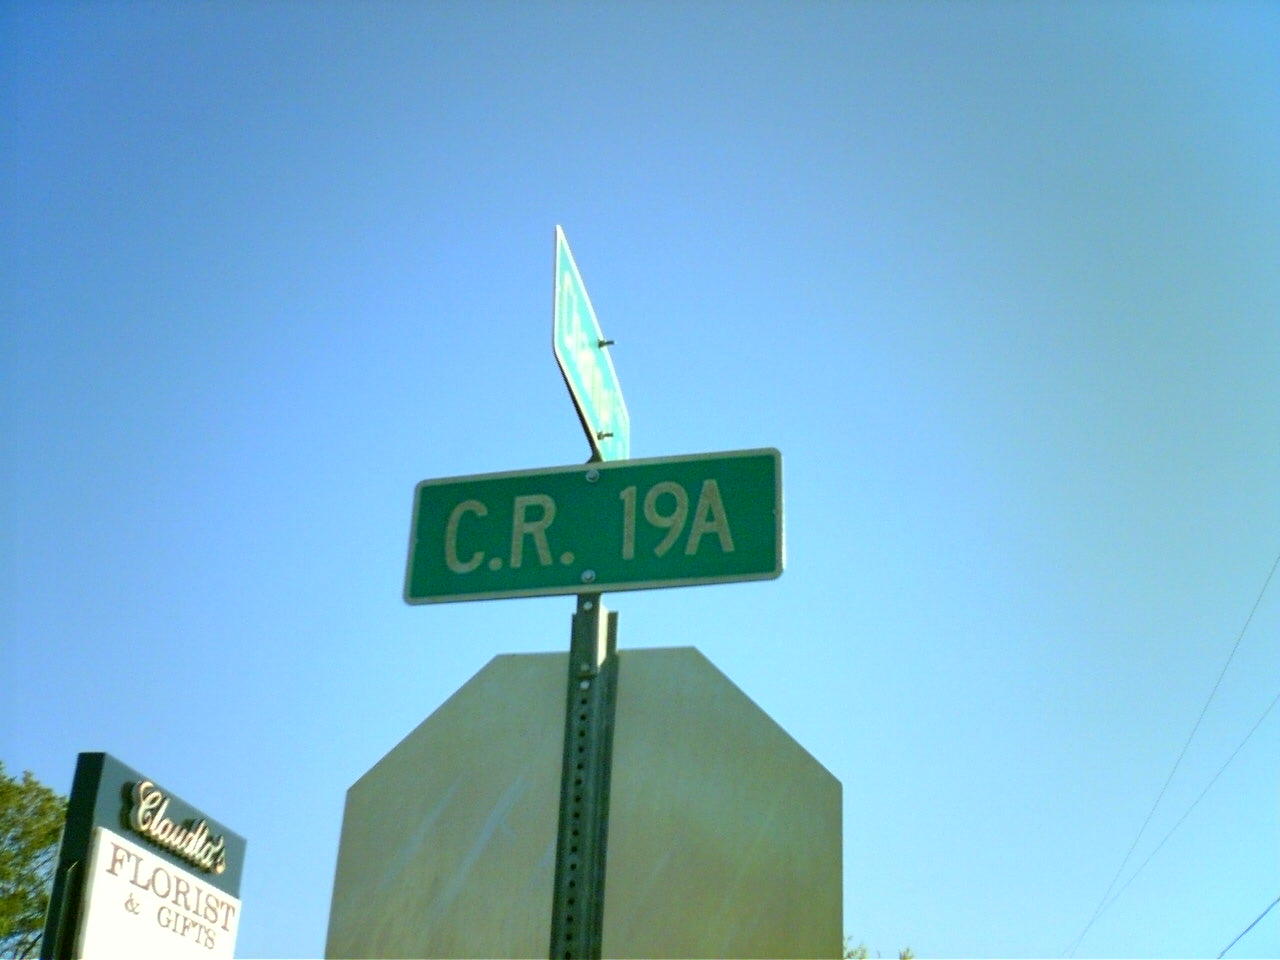 C.R. 19A
Claudia's
FLORIST
& GIFTS